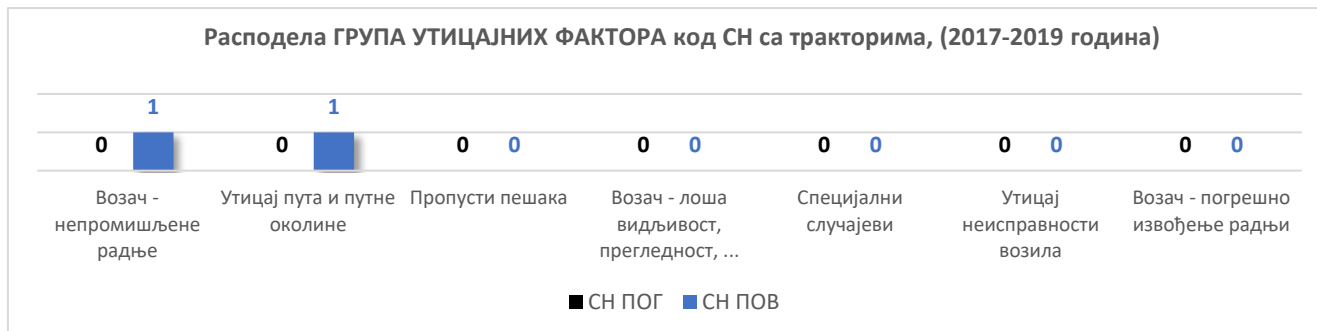 Расподела ГРУПА УТИЦАЈНИХ ФАКТОРА код СН са тракторима, (2017-2019 година)
1 1
0 0 0 0 0 0 0 0 0 0 0 0
Возач - непромишљене радње
Утицај пута и путне околине
Пропусти пешака
Возач - лоша видљивост, прегледност, ...
Специјални случајеви
Утицај неисправности возила
Возач - погрешно извођење радњи
СН ПОГ СН ПОВ